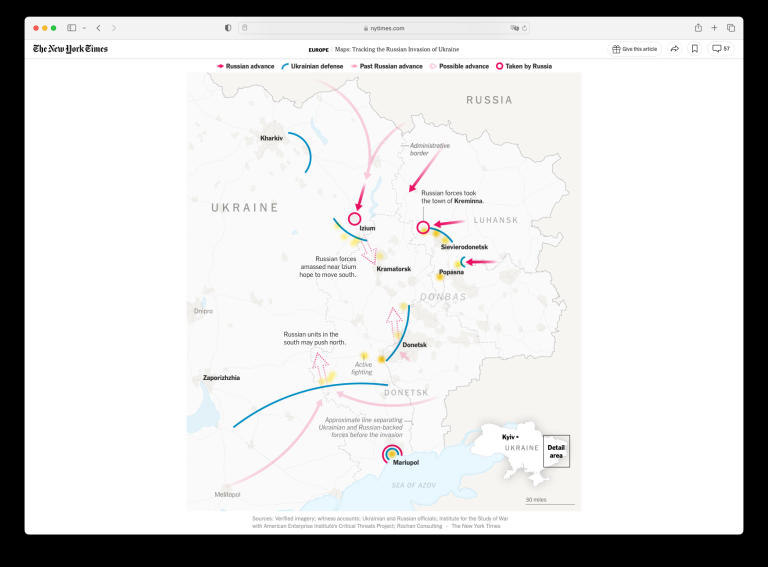 nytimes.com
The New York Times
EUROPE | Maps: Tracking the Russian Invasion of Ukraine
Give this article
57
Russian advance
Ukrainian defense
Past Russian advance
Possible advance
Taken by Russia
RUSSIA
Kharkiv
Administrative
border
Russian forces took
the town of Kreminna.
UKRAINE
LUHANSK
Izium
Sievierodonetsk
Russian forces
amassed near Izium
hope to move south.
Kramatorsk
Popasna
DONBAS
Dnipro
Russian units in the
south may push north.
Donetsk
Active
fighting
Zaporizhzhia
DONETSK
Approximate line separating
Ukrainian and Russian-backed
forces before the invasion
Kyiv
UKRAINE
Detail
area
Mariupol
SEA OF AZOV
Melitopol
50 miles
Sources: Verified imagery; witness accounts; Ukrainian and Russian officials; Institute for the Study of War
with American Enterprise Institute's Critical Threats Project; Rochan Consulting - The New York Times